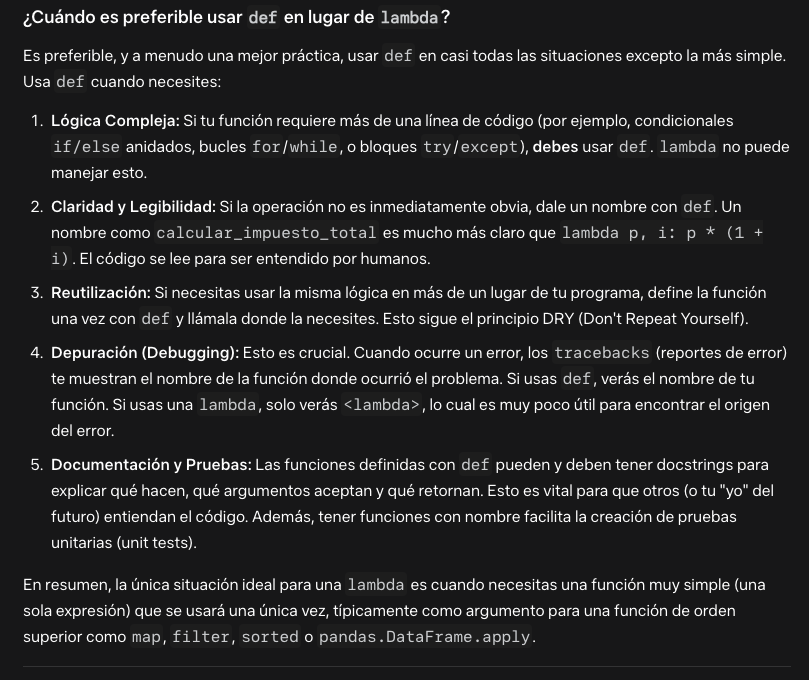 ¿Cuándo es preferible usar def en lugar de lambda?
Es preferible, y a menudo una mejor práctica, usar def en casi todas las situaciones excepto la más simple.
Usa def cuando necesites:
1. Lógica Compleja: Si tu función requiere más de una línea de código (por ejemplo, condicionales
if/else anidados, bucles for/while, o bloques try/except), debes usar def. lambda no puede
manejar esto.
2. Claridad y Legibilidad: Si la operación no es inmediatamente obvia, dale un nombre con def. Un
nombre como calcular_impuesto_total es mucho más claro que lambda p, i: p * (1 +
i). El código se lee para ser entendido por humanos.
3. Reutilización: Si necesitas usar la misma lógica en más de un lugar de tu programa, define la función
una vez con def y llámala donde la necesites. Esto sigue el principio DRY (Don't Repeat Yourself).
4. Depuración (Debugging): Esto es crucial. Cuando ocurre un error, los tracebacks (reportes de error)
te muestran el nombre de la función donde ocurrió el problema. Si usas def, verás el nombre de tu
función. Si usas una lambda, solo verás <lambda>, lo cual es muy poco útil para encontrar el origen
del error.
5. Documentación y Pruebas: Las funciones definidas con def pueden y deben tener docstrings para
explicar qué hacen, qué argumentos aceptan y qué retornan. Esto es vital para que otros (o tu "yo" del
futuro) entiendan el código. Además, tener funciones con nombre facilita la creación de pruebas
unitarias (unit tests).
En resumen, la única situación ideal para una lambda es cuando necesitas una función muy simple (una
sola expresión) que se usará una única vez, típicamente como argumento para una función de orden
superior como map, filter, sorted o pandas.DataFrame.apply.